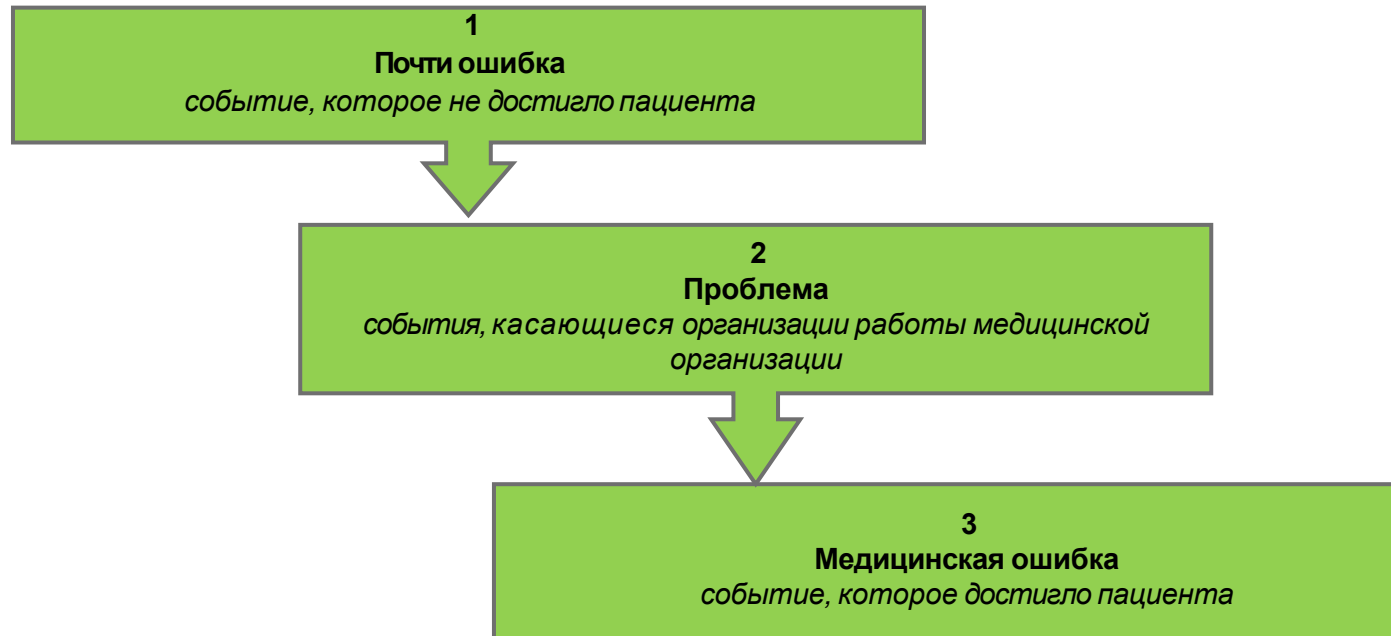 1
Почти ошибка
событие, которое не достигло пациента
2
Проблема
события, касающиеся организации работы медицинской
организации
3
Медицинская ошибка
событие, которое достигло пациента